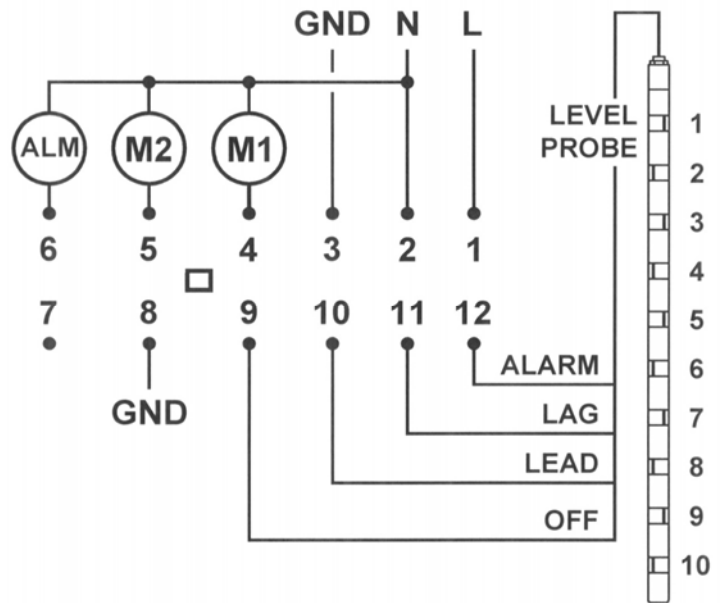 GND N L
LEVEL
PROBE
ALM M2 M1
6 5 4 3 2 1
7 8 9 10 11 12
GND
ALARM
LAG
LEAD
OFF
1
2
3
4
5
6
7
8
9
10